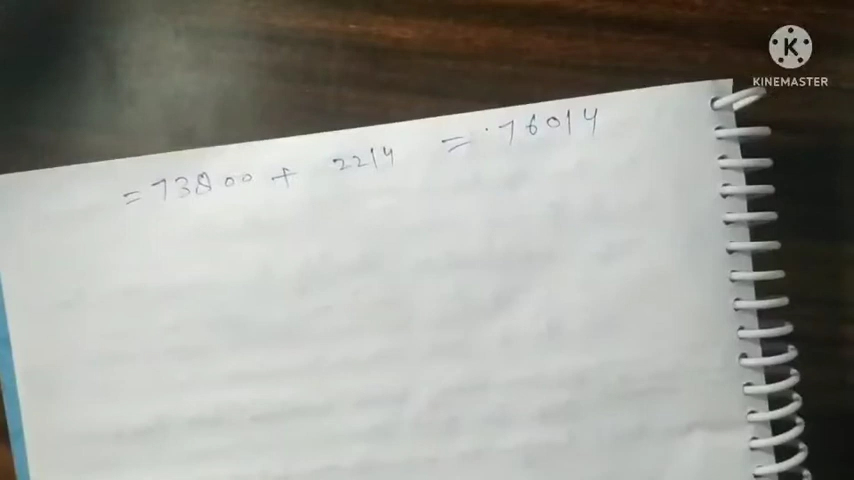 KINEMASTER
= 73800 + 2214 = 76014